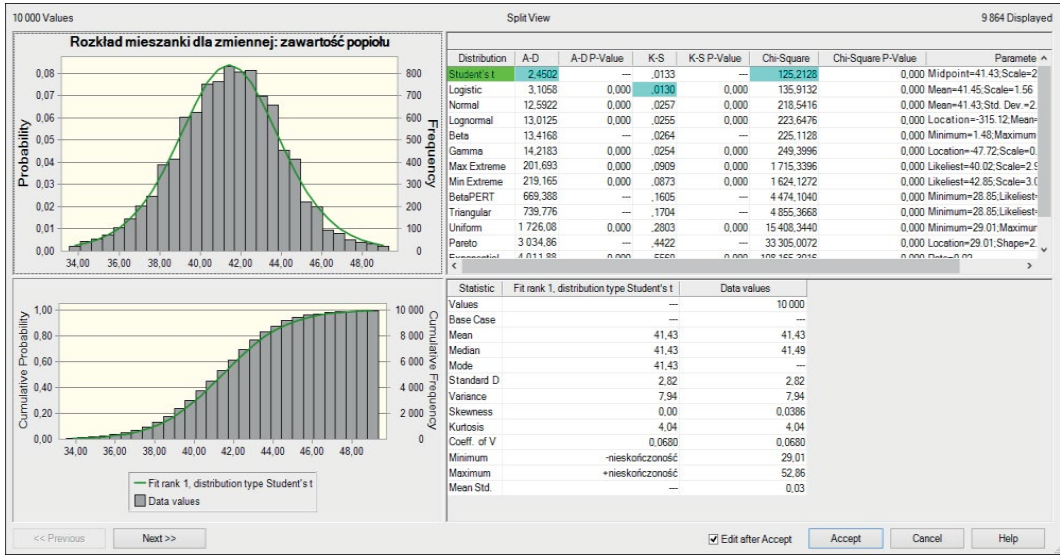 10 000 Values
Split View
9 864 Displayed
Rozkład mieszanki dla zmiennej: zawartość popiołu
Probability
0,08
0,07
0,06
0,05
0,04
0,03
0,02
0,01
0,00
800
700
600
500
400
300
200
100
0
Frequency
34,00 36,00 38,00 40,00 42,00 44,00 46,00 48,00
Distribution A-D A-D P-Value K-S K-S P-Value Chi-Square Chi-Square P-Value Paramete
Student's t 2,4502 --- ,0133 --- 125,2128 0,000 Midpoint=41.43;Scale=2
Logistic 3,1058 0,000 ,0130 0,000 135,9132 0,000 Mean=41.45;Scale=1.56
Normal 12,5922 0,000 ,0257 0,000 218,5416 0,000 Mean=41.43;Std. Dev.=2.
Lognormal 13,0125 0,000 ,0255 0,000 223,6476 0,000 Location=-315.12;Mean=
Beta 13,4168 --- ,0264 --- 225,1128 0,000 Minimum=1.48;Maximum
Gamma 14,2183 0,000 ,0254 0,000 249,3996 0,000 Location=-47.72;Scale=0.
Max Extreme 201,693 0,000 ,0909 0,000 1 715,3396 0,000 Likeliest=40.02;Scale=2.9
Min Extreme 219,165 0,000 ,0873 0,000 1 624,1272 0,000 Likeliest=42.85;Scale=3.0
BetaPERT 669,388 --- ,1605 --- 4 474,1040 0,000 Minimum=28.85;Likeliest=
Triangular 739,776 --- ,1704 --- 4 855,3668 0,000 Minimum=28.85;Likeliest=
Uniform 1 726,08 0,000 ,2803 0,000 15 408,3440 0,000 Minimum=29.01;Maximur
Pareto 3 034,86 --- ,4422 --- 33 305,0072 0,000 Location=29.01;Shape=2.
Exponential 4 011,88 0,000 ,5560 0,000 108 165,3016 0,000 Rate=0.02
Cumulative Probability
1,00
0,80
0,60
0,40
0,20
0,00
10 000
8 000
6 000
4 000
2 000
0
Cumulative Frequency
34,00 36,00 38,00 40,00 42,00 44,00 46,00 48,00
Fit rank 1, distribution type Student's t
Data values
Statistic Fit rank 1, distribution type Student's t Data values
Values --- 10 000
Base Case --- ---
Mean 41,43 41,43
Median 41,43 41,49
Mode 41,43 ---
Standard D 2,82 2,82
Variance 7,94 7,94
Skewness 0,00 0,0386
Kurtosis 4,04 4,04
Coeff. of V 0,0680 0,0680
Minimum -nieskończoność 29,01
Maximum +nieskończoność 52,86
Mean Std. --- 0,03
<< Previous
Next >>
Edit after Accept
Accept
Cancel
Help